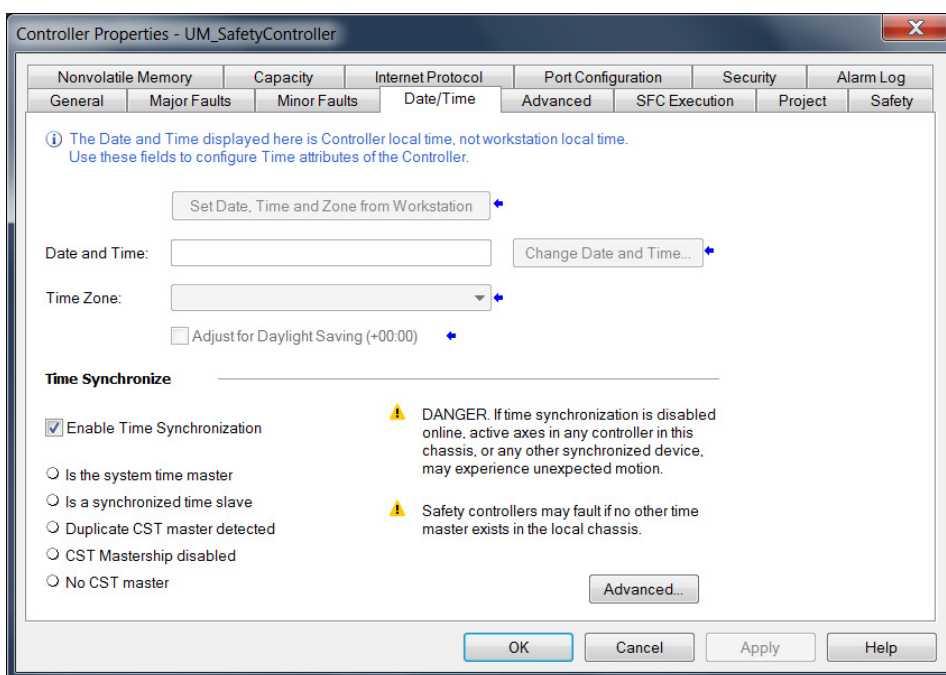 Controller Properties - UM_SafetyController
Nonvolatile Memory Capacity Internet Protocol Port Configuration Security Alarm Log
General Major Faults Minor Faults Date/Time Advanced SFC Execution Project Safety
The Date and Time displayed here is Controller local time, not workstation local time.
Use these fields to configure Time attributes of the Controller.
Set Date, Time and Zone from Workstation
Date and Time:
Change Date and Time...
Time Zone:
Adjust for Daylight Saving (+00:00)
Time Synchronize
Enable Time Synchronization
Is the system time master
Is a synchronized time slave
Duplicate CST master detected
CST Mastership disabled
No CST master
DANGER. If time synchronization is disabled
online, active axes in any controller in this
chassis, or any other synchronized device,
may experience unexpected motion.
Safety controllers may fault if no other time
master exists in the local chassis.
Advanced...
OK Cancel Apply Help